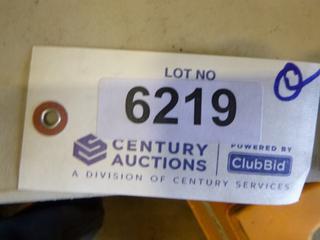 LOT NO
6219
CENTURY AUCTIONS
POWERED BY
ClubBid
A DIVISION OF CENTURY SERVICES